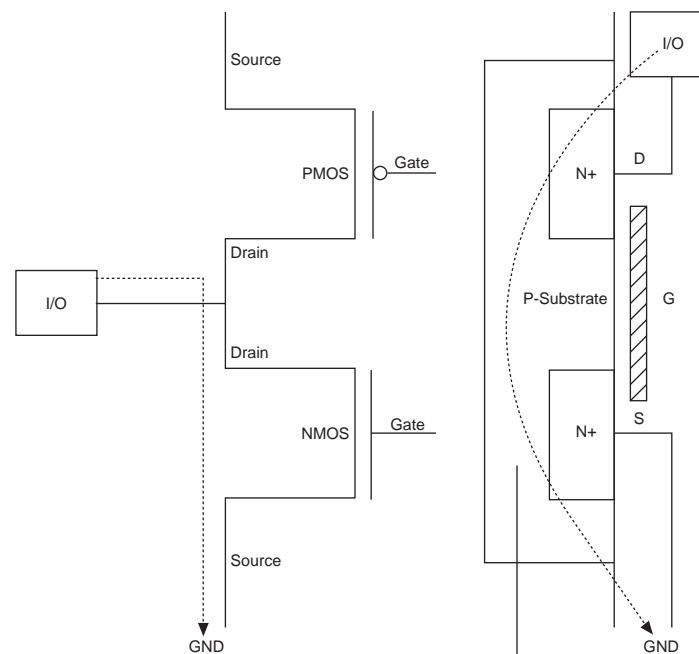 Source
PMOS
Gate
Drain
I/O
Drain
NMOS
Gate
Source
GND
I/O
N+
D
P-Substrate
G
N+
S
GND